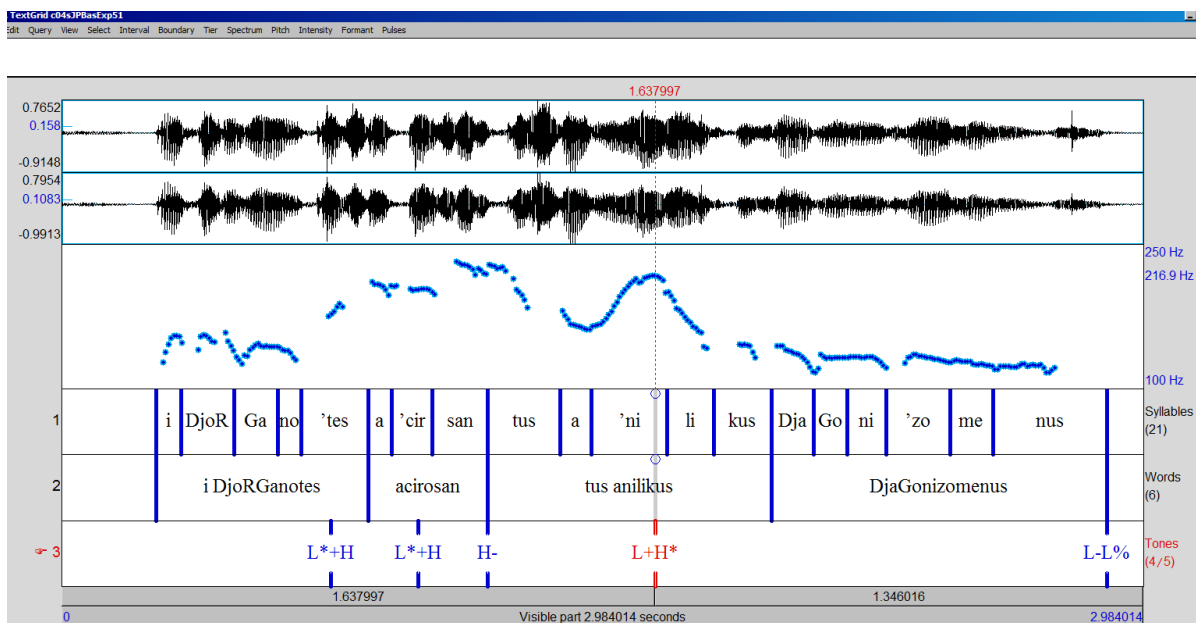 TextGrid c04sJPBasExp51
Edit Query View Select Interval Boundary Tier Spectrum Pitch Intensity Formant Pulses
1.637997
0.7652
0.158
-0.9148
0.7954
0.1083
-0.9913
250 Hz
216.9 Hz
100 Hz
1 i DjoR Ga no 'tes a 'cir san tus a 'ni li kus Dja Go ni 'zo me nus Syllables (21)
2 i DjoRGanotes acirosan tus anilikus DjaGonizomenus Words (6)
3 L*+H L*+H H- L+H* L-L% Tones (4/5)
1.637997 1.346016
0 Visible part 2.984014 seconds 2.984014